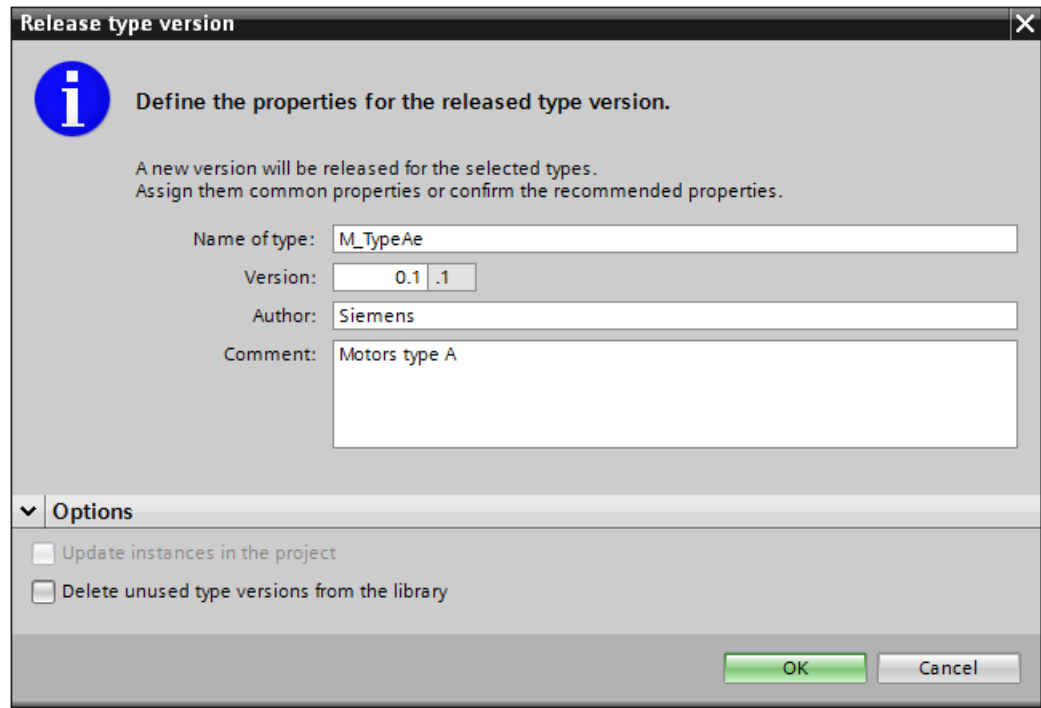 Release type version
Define the properties for the released type version.
A new version will be released for the selected types.
Assign them common properties or confirm the recommended properties.
Name of type: M_TypeAe
Version: 0.1 .1
Author: Siemens
Comment: Motors type A
Options
Update instances in the project
Delete unused type versions from the library
OK Cancel